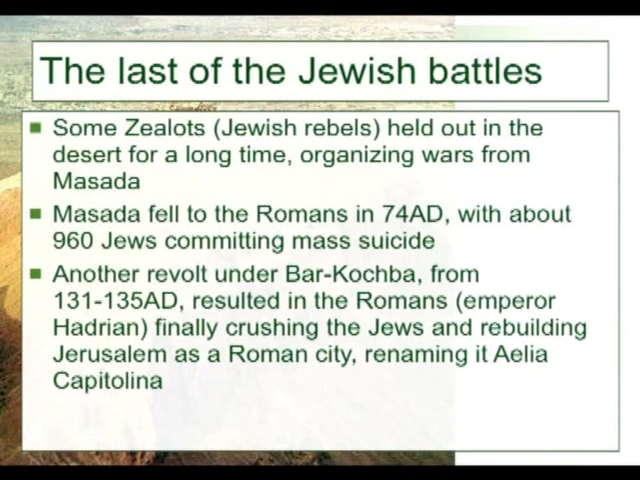 The last of the Jewish battles
Some Zealots (Jewish rebels) held out in the
desert for a long time, organizing wars from
Masada
Masada fell to the Romans in 74AD, with about
960 Jews committing mass suicide
Another revolt under Bar-Kochba, from
131-135AD, resulted in the Romans (emperor
Hadrian) finally crushing the Jews and rebuilding
Jerusalem as a Roman city, renaming it Aelia
Capitolina